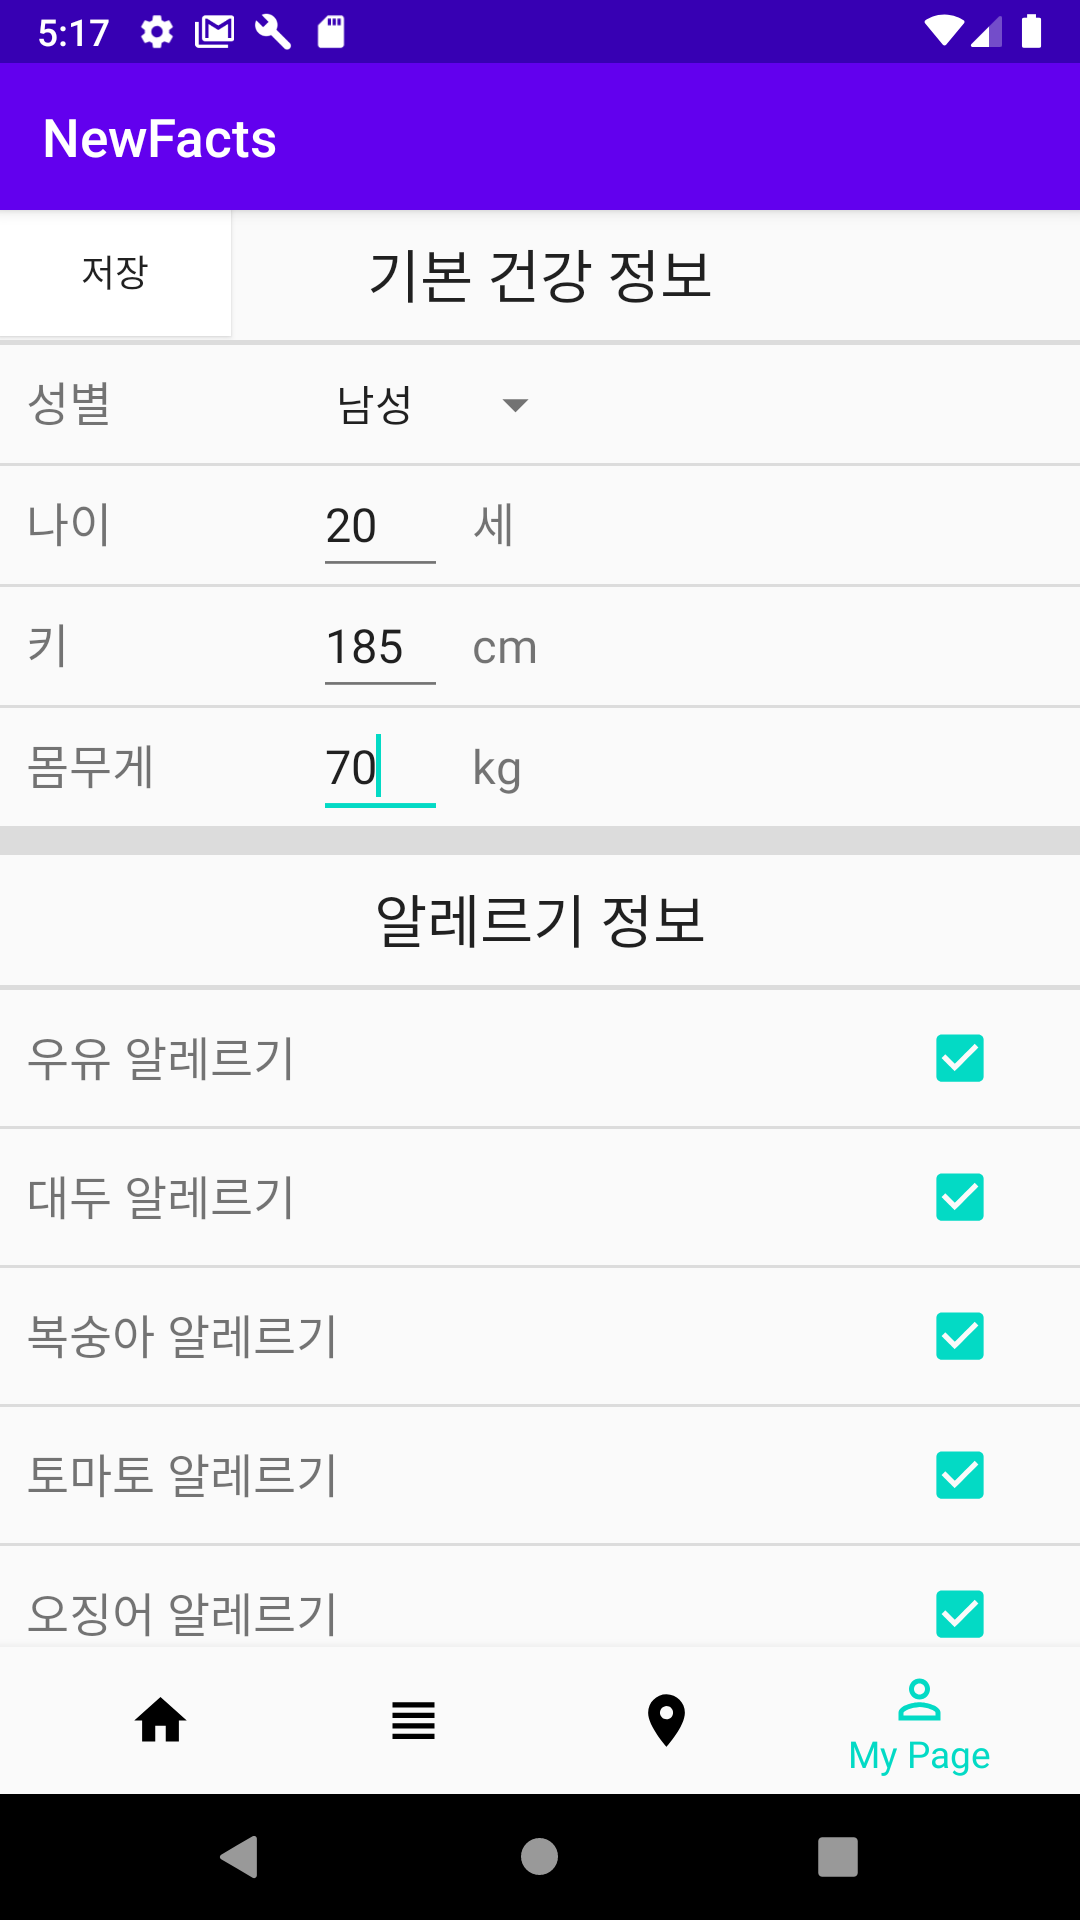 5:17
NewFacts
저장
기본 건강 정보
성별 남성
나이 20 세
키 185 cm
몸무게 70 kg
알레르기 정보
우유 알레르기
대두 알레르기
복숭아 알레르기
토마토 알레르기
오징어 알레르기
My Page